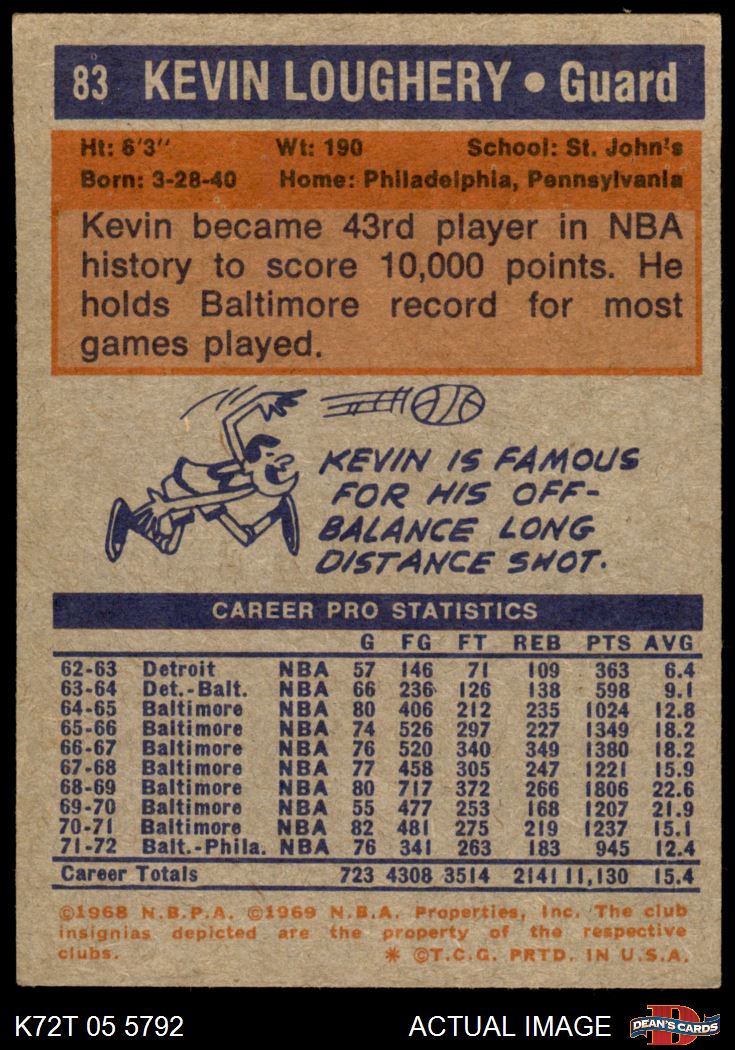 83 KEVIN LOUGHERY • Guard
Ht: 6'3" Wt: 190 School: St. John's
Born: 3-28-40 Home: Philadelphia, Pennsylvania
Kevin became 43rd player in NBA
history to score 10,000 points. He
holds Baltimore record for most
games played.
KEVIN IS FAMOUS
FOR HIS OFF-
BALANCE LONG
DISTANCE SHOT.
CAREER PRO STATISTICS
G FG FT REB PTS AVG
62-63 Detroit NBA 57 146 71 109 363 6.4
63-64 Det.-Balt. NBA 66 236 126 138 598 9.1
64-65 Baltimore NBA 80 406 212 235 1024 12.8
65-66 Baltimore NBA 74 526 297 227 1349 18.2
66-67 Baltimore NBA 76 520 340 349 1380 18.2
67-68 Baltimore NBA 77 458 305 247 1221 15.9
68-69 Baltimore NBA 80 717 372 266 1806 22.6
69-70 Baltimore NBA 55 477 253 168 1207 21.9
70-71 Baltimore NBA 82 481 275 219 1237 15.1
71-72 Balt.-Phila. NBA 76 341 263 183 945 12.4
Career Totals 723 4308 3514 2141 11,130 15.4
©1968 N.B.P.A. ©1969 N.B.A. Properties, Inc. The club
insignias depicted are the property of the respective
clubs. * ©T.C.G. PRTD. IN U.S.A.
K72T 05 5792 ACTUAL IMAGE D DEAN'S CARDS